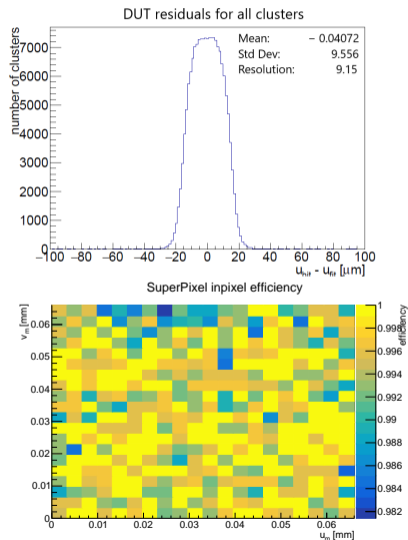 DUT residuals for all clusters
number of clusters
7000
6000
5000
4000
3000
2000
1000
0
Mean: − 0.04072
Std Dev: 9.556
Resolution: 9.15
−100 −80 −60 −40 −20 0 20 40 60 80 100
u_hit - u_fit [μm]
SuperPixel inpixel efficiency
v_m [mm]
0.06
0.05
0.04
0.03
0.02
0.01
0
0 0.01 0.02 0.03 0.04 0.05 0.06
u_m [mm]
efficiency
1
0.998
0.996
0.994
0.992
0.99
0.988
0.986
0.984
0.982